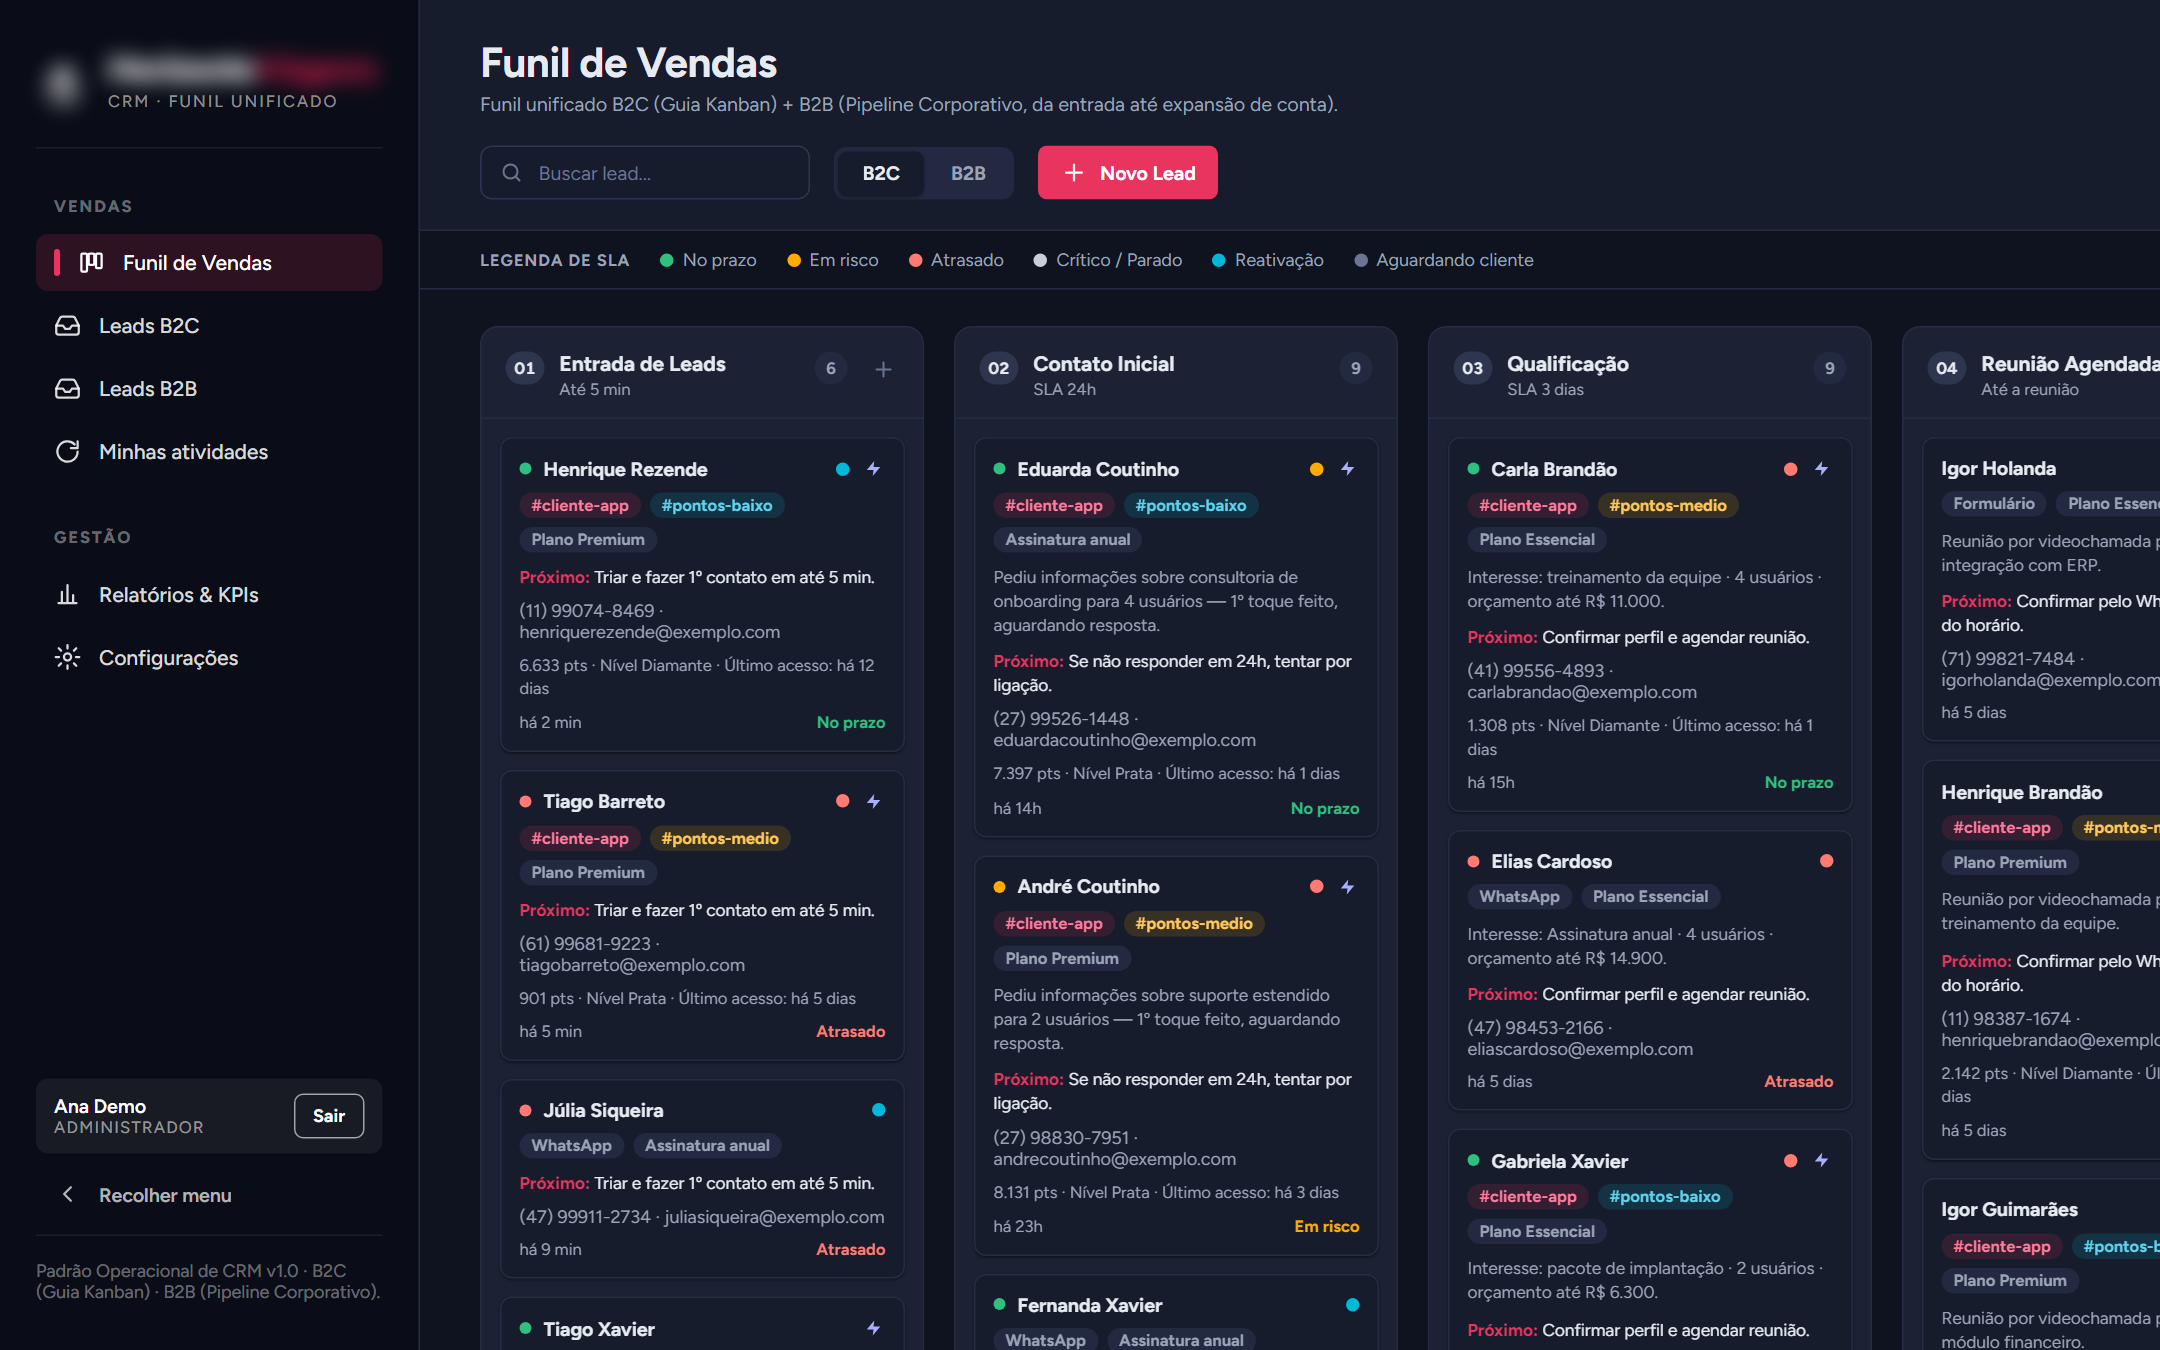 CRM · FUNIL UNIFICADO
VENDAS
Funil de Vendas
Leads B2C
Leads B2B
Minhas atividades
GESTÃO
Relatórios & KPIs
Configurações
Ana Demo
ADMINISTRADOR
Sair
Recolher menu
Padrão Operacional de CRM v1.0 · B2C
(Guia Kanban) · B2B (Pipeline Corporativo).
Funil de Vendas
Funil unificado B2C (Guia Kanban) + B2B (Pipeline Corporativo, da entrada até expansão de conta).
Buscar lead...
B2C
B2B
Novo Lead
LEGENDA DE SLA
No prazo
Em risco
Atrasado
Crítico / Parado
Reativação
Aguardando cliente
01 Entrada de Leads 6
Até 5 min
Henrique Rezende
#cliente-app #pontos-baixo
Plano Premium
Próximo: Triar e fazer 1º contato em até 5 min.
(11) 99074-8469 ·
henriquerezende@exemplo.com
6.633 pts · Nível Diamante · Último acesso: há 12
dias
há 2 min No prazo
Tiago Barreto
#cliente-app #pontos-medio
Plano Premium
Próximo: Triar e fazer 1º contato em até 5 min.
(61) 99681-9223 ·
tiagobarreto@exemplo.com
901 pts · Nível Prata · Último acesso: há 5 dias
há 5 min Atrasado
Júlia Siqueira
WhatsApp Assinatura anual
Próximo: Triar e fazer 1º contato em até 5 min.
(47) 99911-2734 · juliasiqueira@exemplo.com
há 9 min Atrasado
Tiago Xavier
02 Contato Inicial 9
SLA 24h
Eduarda Coutinho
#cliente-app #pontos-baixo
Assinatura anual
Pediu informações sobre consultoria de
onboarding para 4 usuários — 1º toque feito,
aguardando resposta.
Próximo: Se não responder em 24h, tentar por
ligação.
(27) 99526-1448 ·
eduardacoutinho@exemplo.com
7.397 pts · Nível Prata · Último acesso: há 1 dias
há 14h No prazo
André Coutinho
#cliente-app #pontos-medio
Plano Premium
Pediu informações sobre suporte estendido
para 2 usuários — 1º toque feito, aguardando
resposta.
Próximo: Se não responder em 24h, tentar por
ligação.
(27) 98830-7951 ·
andrecoutinho@exemplo.com
8.131 pts · Nível Prata · Último acesso: há 3 dias
há 23h Em risco
Fernanda Xavier
WhatsApp Assinatura anual
03 Qualificação 9
SLA 3 dias
Carla Brandão
#cliente-app #pontos-medio
Plano Essencial
Interesse: treinamento da equipe · 4 usuários ·
orçamento até R$ 11.000.
Próximo: Confirmar perfil e agendar reunião.
(41) 99556-4893 ·
carlabrandao@exemplo.com
1.308 pts · Nível Diamante · Último acesso: há 1
dias
há 15h No prazo
Elias Cardoso
WhatsApp Plano Essencial
Interesse: Assinatura anual · 4 usuários ·
orçamento até R$ 14.900.
Próximo: Confirmar perfil e agendar reunião.
(47) 98453-2166 ·
eliascardoso@exemplo.com
há 5 dias Atrasado
Gabriela Xavier
#cliente-app #pontos-baixo
Plano Essencial
Interesse: pacote de implantação · 2 usuários ·
orçamento até R$ 6.300.
Próximo: Confirmar perfil e agendar reunião.
04 Reunião Agendada
Até a reunião
Igor Holanda
Formulário Plano Essen
Reunião por videochamada p
integração com ERP.
Próximo: Confirmar pelo Wh
do horário.
(71) 99821-7484 ·
igorholanda@exemplo.com
há 5 dias
Henrique Brandão
#cliente-app #pontos-m
Plano Premium
Reunião por videochamada p
treinamento da equipe.
Próximo: Confirmar pelo Wh
do horário.
(11) 98387-1674 ·
henriquebrandao@exemplo
2.142 pts · Nível Diamante · Úl
dias
há 5 dias
Igor Guimarães
#cliente-app #pontos-b
Plano Premium
Reunião por videochamada p
módulo financeiro.